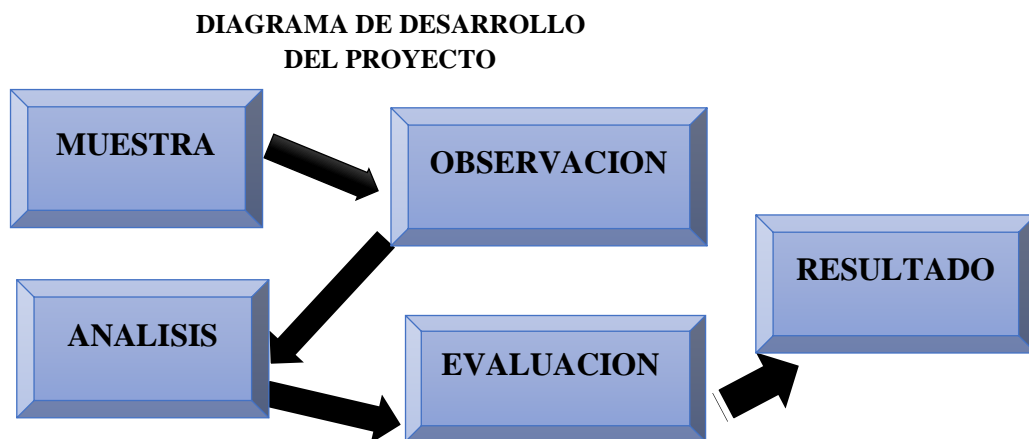 DIAGRAMA DE DESARROLLO
DEL PROYECTO
MUESTRA
OBSERVACION
ANALISIS
EVALUACION
RESULTADO